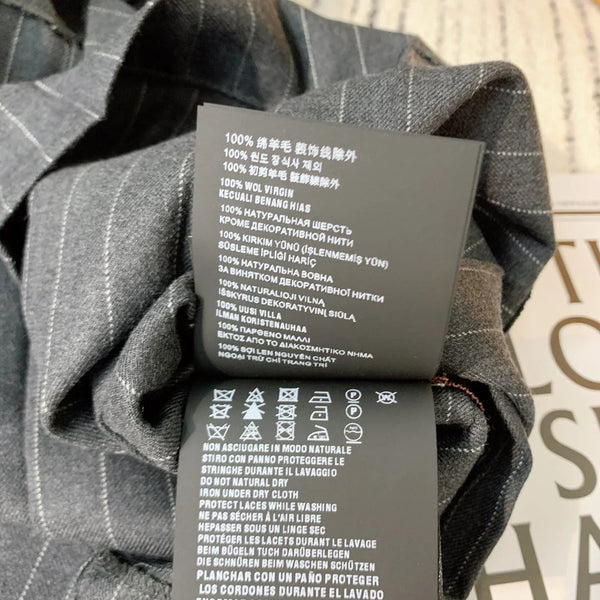 100% 绵羊毛 装饰线除外
100% 윈드 장식사 제외
100% 初剪羊毛 裝飾線除外
100% WOL VIRGIN
KECUALI BENANG HIAS
100% НАТУРАЛЬНАЯ ШЕРСТЬ
КРОМЕ ДЕКОРАТИВНОЙ НИТИ
100% KIRKIM YÜNÜ (İŞLENMEMİŞ YÜN)
SÜSLEME İPLİĞİ HARİÇ
100% НАТУРАЛЬНА ВОВНА
ЗА ВИНЯТКОМ ДЕКОРАТИВНОЇ НИТКИ
100% NATURALIOJI VILNA
IŠSKYRUS DEKORATYVINĮ SIŪLĄ
100% UUSI VILLA
ILMAN KORISTENAUHAA
100% ΠΑΡΘΕΝΟ ΜΑΛΛΙ
ΕΚΤΟΣ ΑΠΟ ΤΟ ΔΙΑΚΟΣΜΗΤΙΚΟ ΝΗΜΑ
100% SỢI LEN NGUYÊN CHẤT
NGOẠI TRỪ CHỈ TRANG TRÍ
NON ASCIUGARE IN MODO NATURALE
STIRO CON PANNO PROTEGGERE LE
STRINGHE DURANTE IL LAVAGGIO
DO NOT NATURAL DRY
IRON UNDER DRY CLOTH
PROTECT LACES WHILE WASHING
NE PAS SÉCHER À L'AIR LIBRE
HEPASSER SOUS UN LINGE SEC
PROTÉGER LES LACETS DURANT LE LAVAGE
BEIM BÜGELN TUCH DARÜBERLEGEN
DIE SCHNÜREN BEIM WASCHEN SCHÜTZEN
PLANCHAR CON UN PAÑO PROTEGER
LOS CORDONES DURANTE EL LAVADO